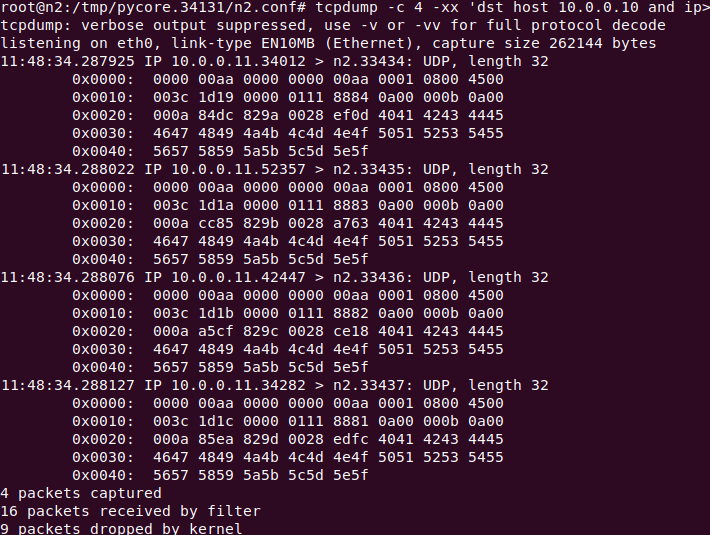 root@n2:/tmp/pycore.34131/n2.conf# tcpdump -c 4 -xx 'dst host 10.0.0.10 and ip>
tcpdump: verbose output suppressed, use -v or -vv for full protocol decode
listening on eth0, link-type EN10MB (Ethernet), capture size 262144 bytes
11:48:34.287925 IP 10.0.0.11.34012 > n2.33434: UDP, length 32
0x0000:  0000 00aa 0000 0000 00aa 0001 0800 4500
0x0010:  003c 1d19 0000 0111 8884 0a00 000b 0a00
0x0020:  000a 84dc 829a 0028 ef0d 4041 4243 4445
0x0030:  4647 4849 4a4b 4c4d 4e4f 5051 5253 5455
0x0040:  5657 5859 5a5b 5c5d 5e5f
11:48:34.288022 IP 10.0.0.11.52357 > n2.33435: UDP, length 32
0x0000:  0000 00aa 0000 0000 00aa 0001 0800 4500
0x0010:  003c 1d1a 0000 0111 8883 0a00 000b 0a00
0x0020:  000a cc85 829b 0028 a763 4041 4243 4445
0x0030:  4647 4849 4a4b 4c4d 4e4f 5051 5253 5455
0x0040:  5657 5859 5a5b 5c5d 5e5f
11:48:34.288076 IP 10.0.0.11.42447 > n2.33436: UDP, length 32
0x0000:  0000 00aa 0000 0000 00aa 0001 0800 4500
0x0010:  003c 1d1b 0000 0111 8882 0a00 000b 0a00
0x0020:  000a a5cf 829c 0028 ce18 4041 4243 4445
0x0030:  4647 4849 4a4b 4c4d 4e4f 5051 5253 5455
0x0040:  5657 5859 5a5b 5c5d 5e5f
11:48:34.288127 IP 10.0.0.11.34282 > n2.33437: UDP, length 32
0x0000:  0000 00aa 0000 0000 00aa 0001 0800 4500
0x0010:  003c 1d1c 0000 0111 8881 0a00 000b 0a00
0x0020:  000a 85ea 829d 0028 edfc 4041 4243 4445
0x0030:  4647 4849 4a4b 4c4d 4e4f 5051 5253 5455
0x0040:  5657 5859 5a5b 5c5d 5e5f
4 packets captured
16 packets received by filter
9 packets dropped by kernel